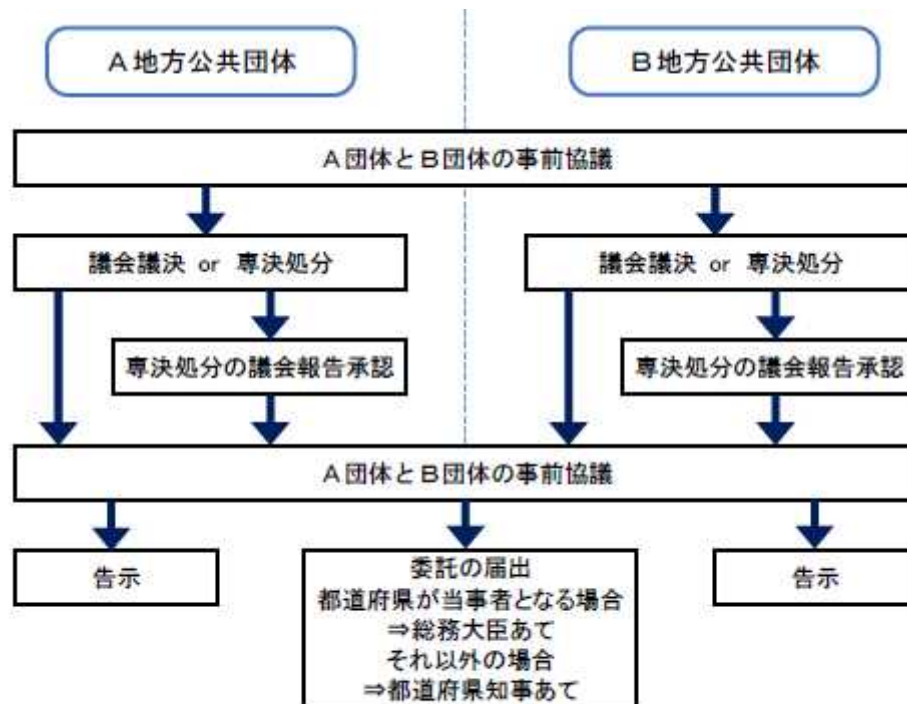 A地方公共団体
B地方公共団体
A団体とB団体の事前協議
議会議決 or 専決処分
議会議決 or 専決処分
専決処分の議会報告承認
専決処分の議会報告承認
A団体とB団体の事前協議
告示
委託の届出
都道府県が当事者となる場合
⇒総務大臣あて
それ以外の場合
⇒都道府県知事あて
告示